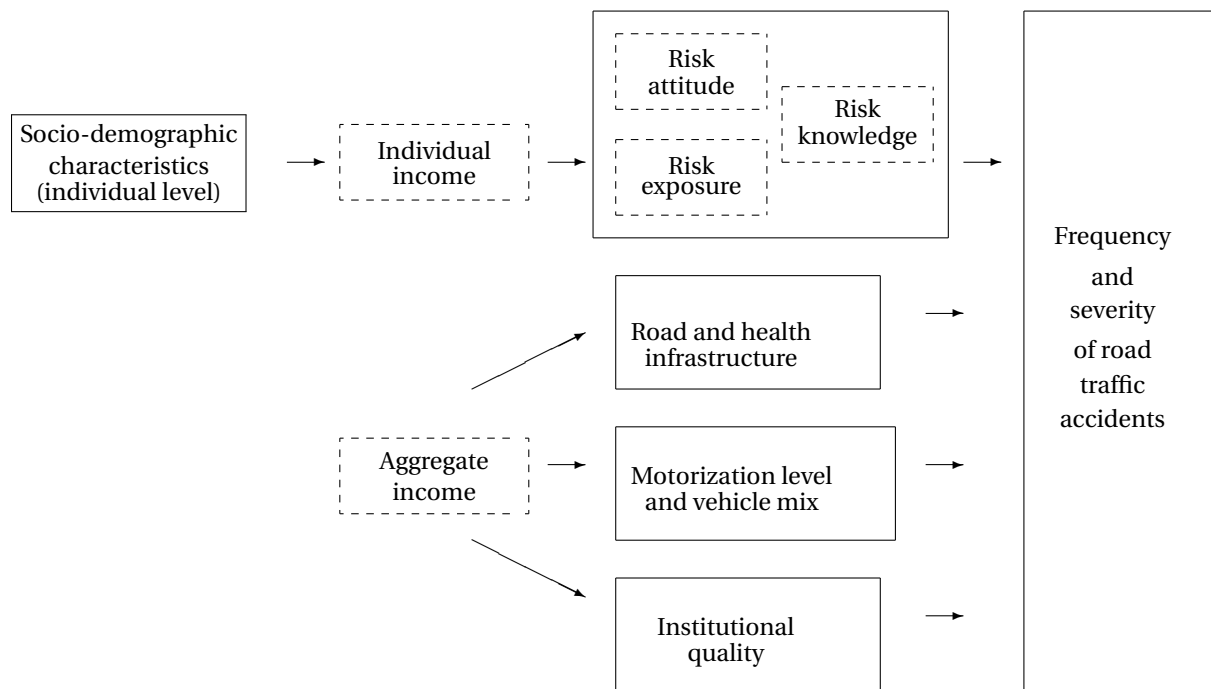 Socio-demographic
characteristics
(individual level)
Individual
income
Risk
attitude
Risk
knowledge
Risk
exposure
Road and health
infrastructure
Aggregate
income
Motorization level
and vehicle mix
Institutional
quality
Frequency
and
severity
of road
traffic
accidents